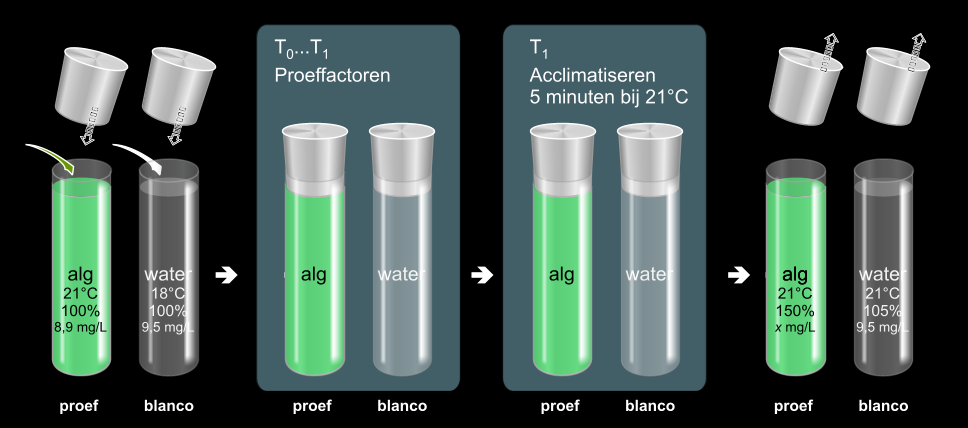 alg
21°C
100%
8,9 mg/L
proef
water
18°C
100%
9,5 mg/L
blanco
T0...T1
Proeffactoren
alg
water
proef
blanco
T1
Acclimatiseren
5 minuten bij 21°C
alg
water
proef
blanco
alg
21°C
150%
x mg/L
proef
water
21°C
105%
9,5 mg/L
blanco